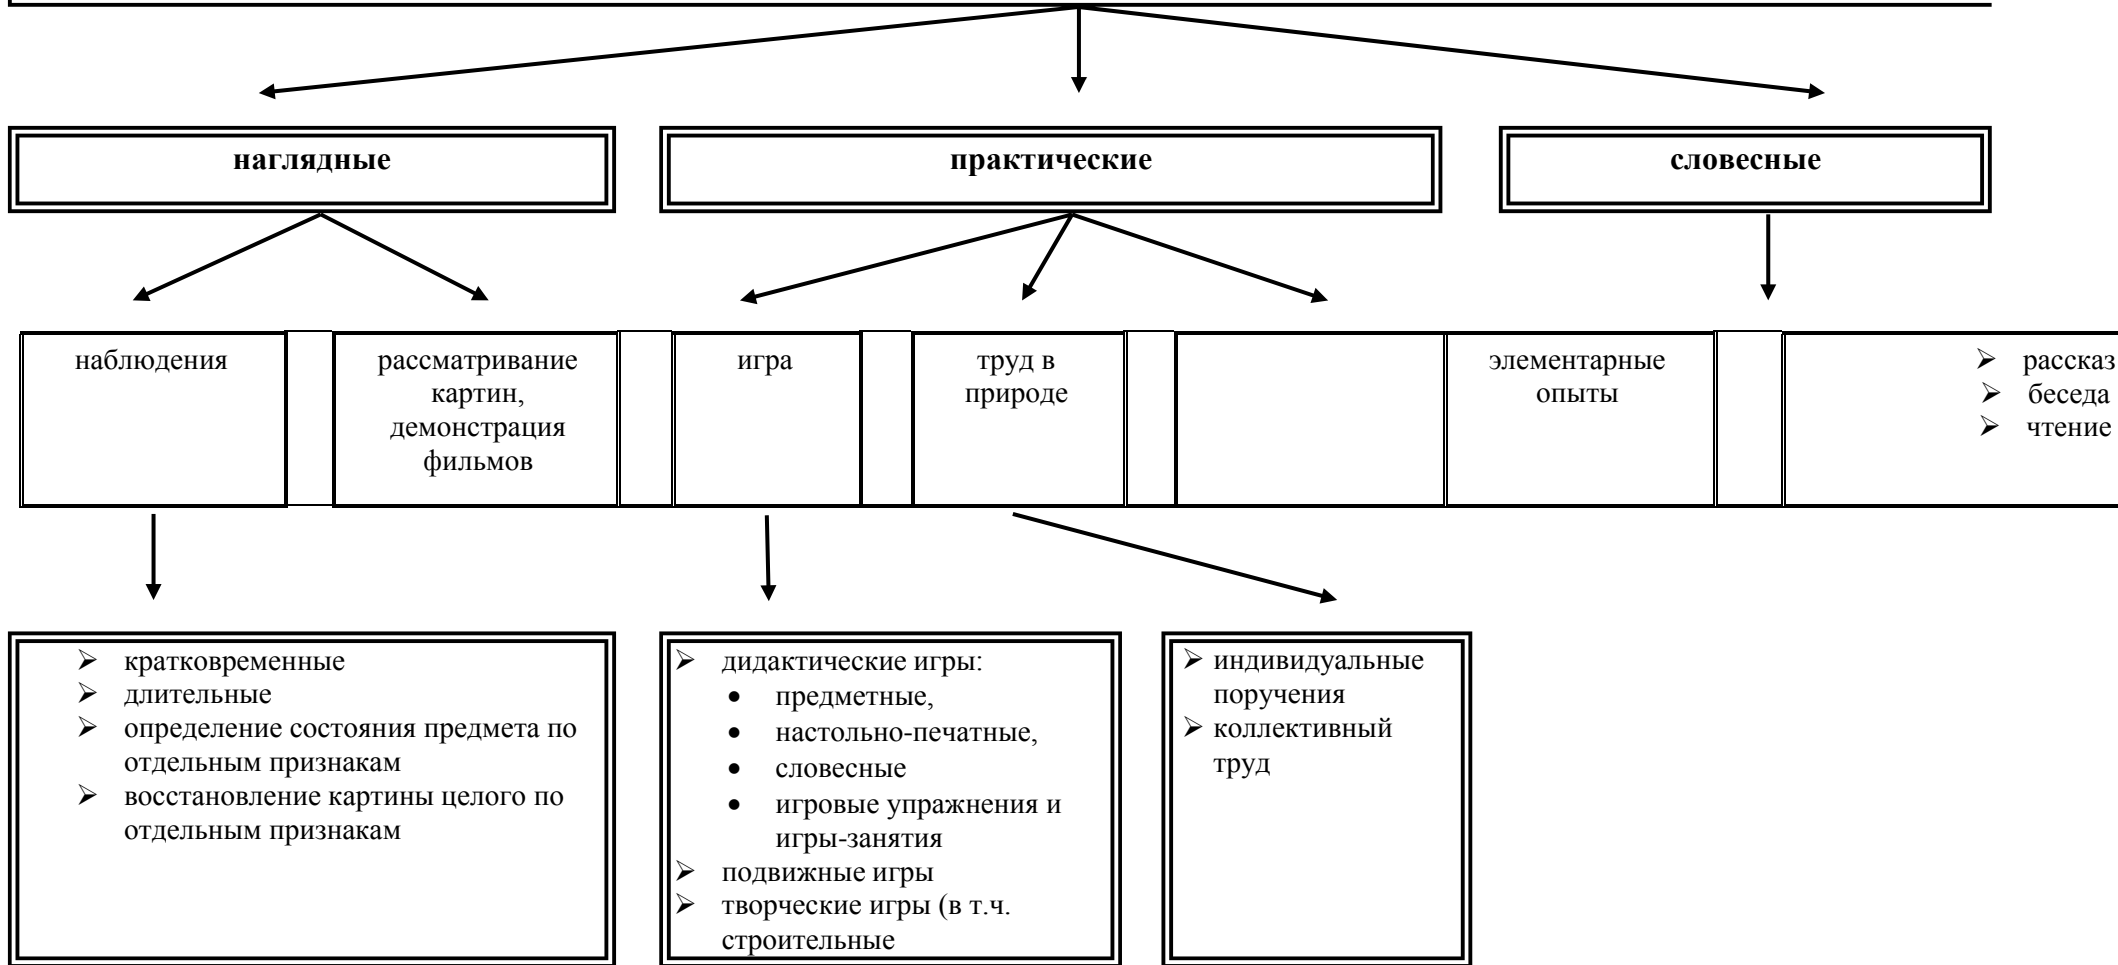 наглядные
практические
словесные
наблюдения
рассматривание
картин,
демонстрация
фильмов
игра
труд в
природе
элементарные
опыты
➢ рассказ
➢ беседа
➢ чтение
➢ кратковременные
➢ длительные
➢ определение состояния предмета по
отдельным признакам
➢ восстановление картины целого по
отдельным признакам
➢ дидактические игры:
• предметные,
• настольно-печатные,
• словесные
• игровые упражнения и
игры-занятия
➢ подвижные игры
➢ творческие игры (в т.ч.
строительные
➢ индивидуальные
поручения
➢ коллективный
труд